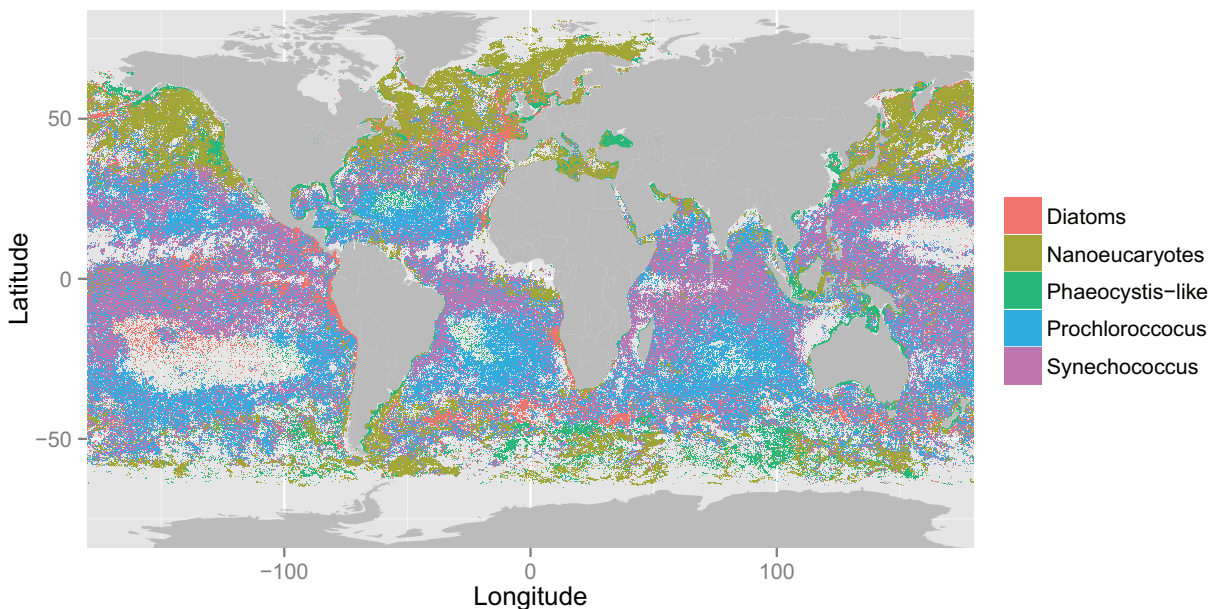 50
0
−50
Latitude
−100
0
100
Longitude
Diatoms
Nanoeucaryotes
Phaeocystis−like
Prochloroccocus
Synechococcus